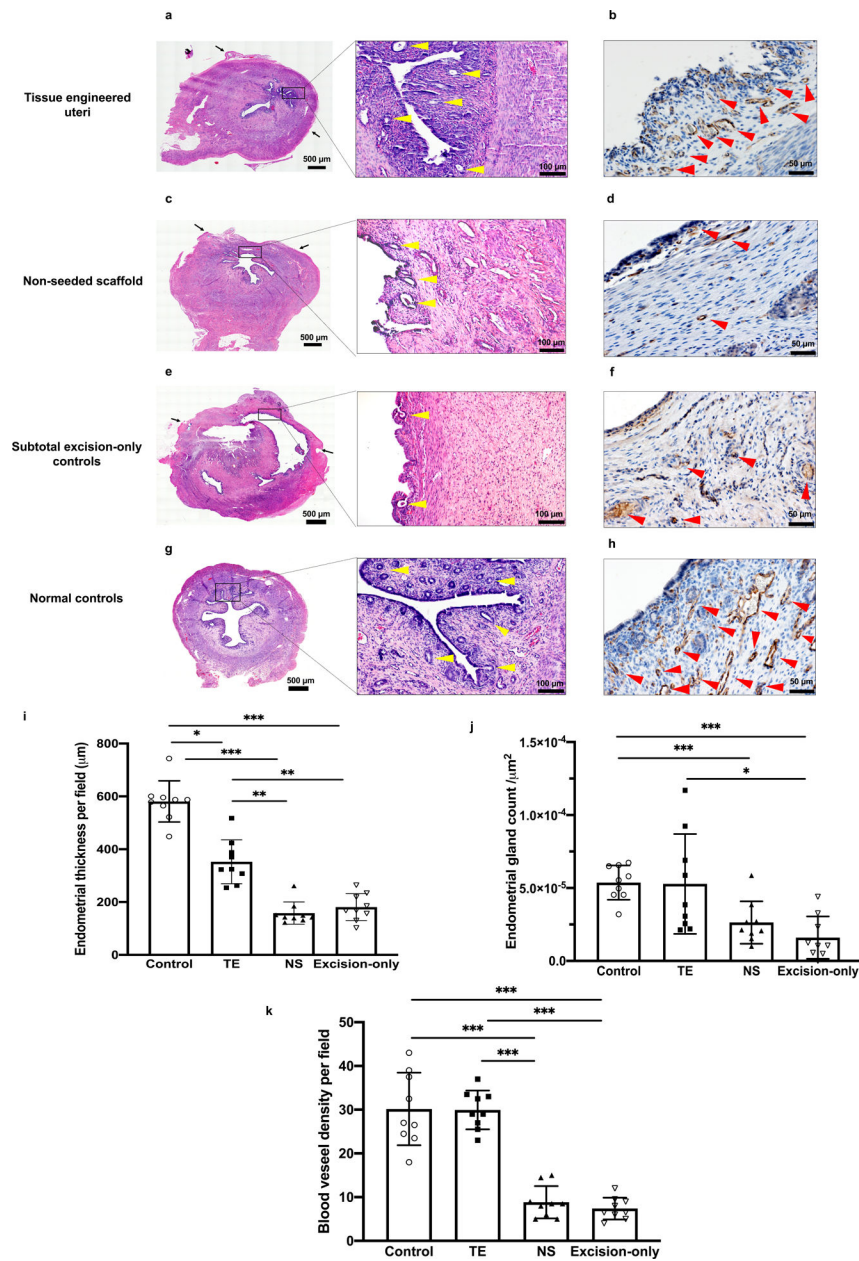 a
b
Tissue engineered
uteri
500 µm
100 µm
50 µm
c
d
Non-seeded scaffold
500 µm
100 µm
50 µm
e
f
Subtotal excision-only
controls
500 µm
100 µm
50 µm
g
h
Normal controls
500 µm
100 µm
50 µm
i
Endometrial thickness per field (µm)
800
600
400
200
0
***
*
***
**
**
Control
TE
NS
Excision-only
j
Endometrial gland count /µm²
1.5×10⁻⁴
1.0×10⁻⁴
5.0×10⁻⁵
0.0
***
***
*
Control
TE
NS
Excision-only
k
Blood veseel density per field
50
40
30
20
10
0
***
***
***
***
Control
TE
NS
Excision-only